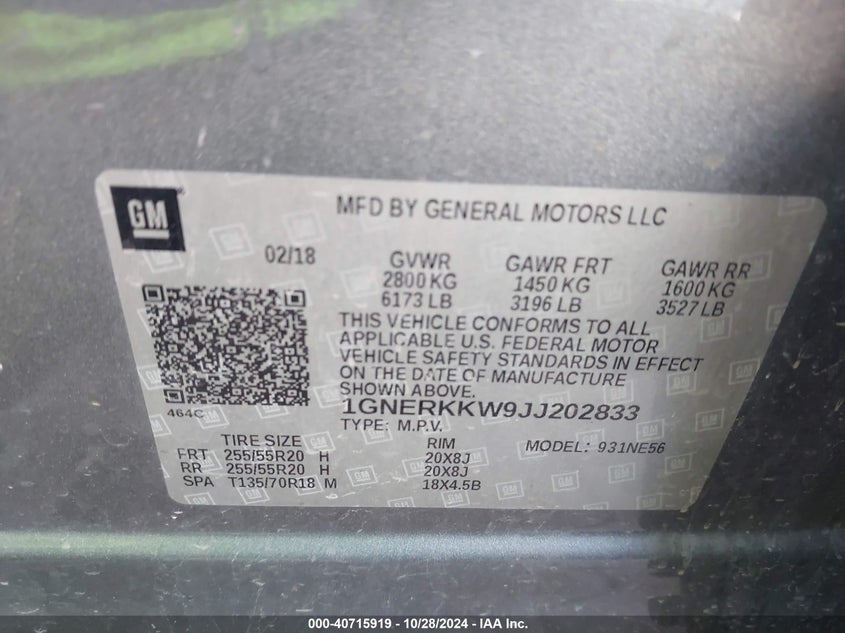 GM
MFD BY GENERAL MOTORS LLC
02/18
GVWR GAWR FRT GAWR RR
2800 KG 1450 KG 1600 KG
6173 LB 3196 LB 3527 LB
THIS VEHICLE CONFORMS TO ALL
APPLICABLE U.S. FEDERAL MOTOR
VEHICLE SAFETY STANDARDS IN EFFECT
ON THE DATE OF MANUFACTURE
SHOWN ABOVE.
464C
1GNERKKW9JJ202833
TYPE: M.P.V.
TIRE SIZE RIM MODEL: 931NE56
FRT 255/55R20 H 20X8J
RR 255/55R20 H 20X8J
SPA T135/70R18 M 18X4.5B
000-40715919 | 10/28/2024 - IAA Inc.